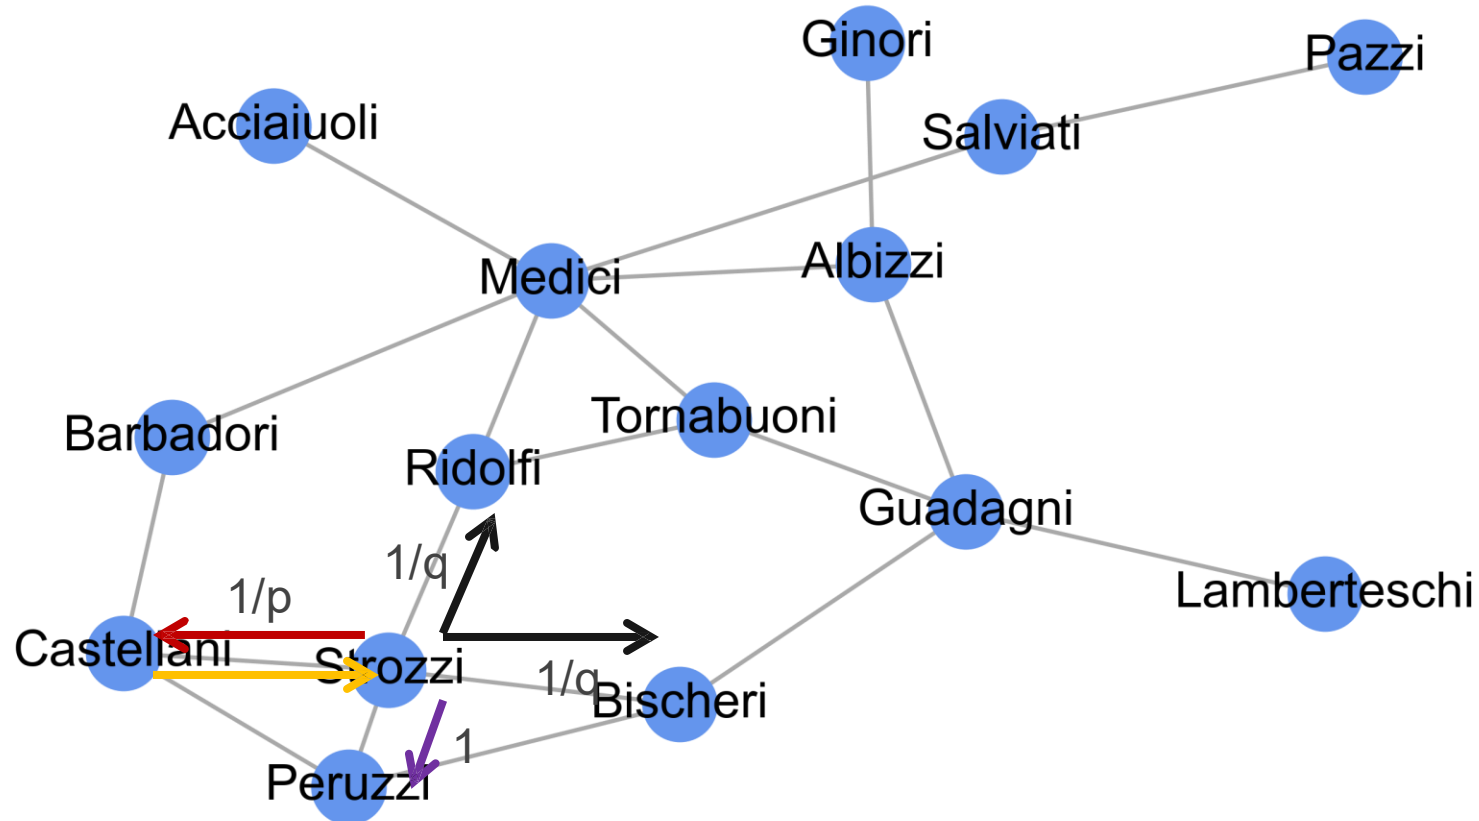 Ginori
Pazzi
Acciaiuoli
Salviati
Medici
Albizzi
Barbadori
Tornabuoni
Ridolfi
Guadagni
1/q
1/p
Lamberteschi
Castellani
Strozzi
1/q
Bischeri
1
Peruzzi